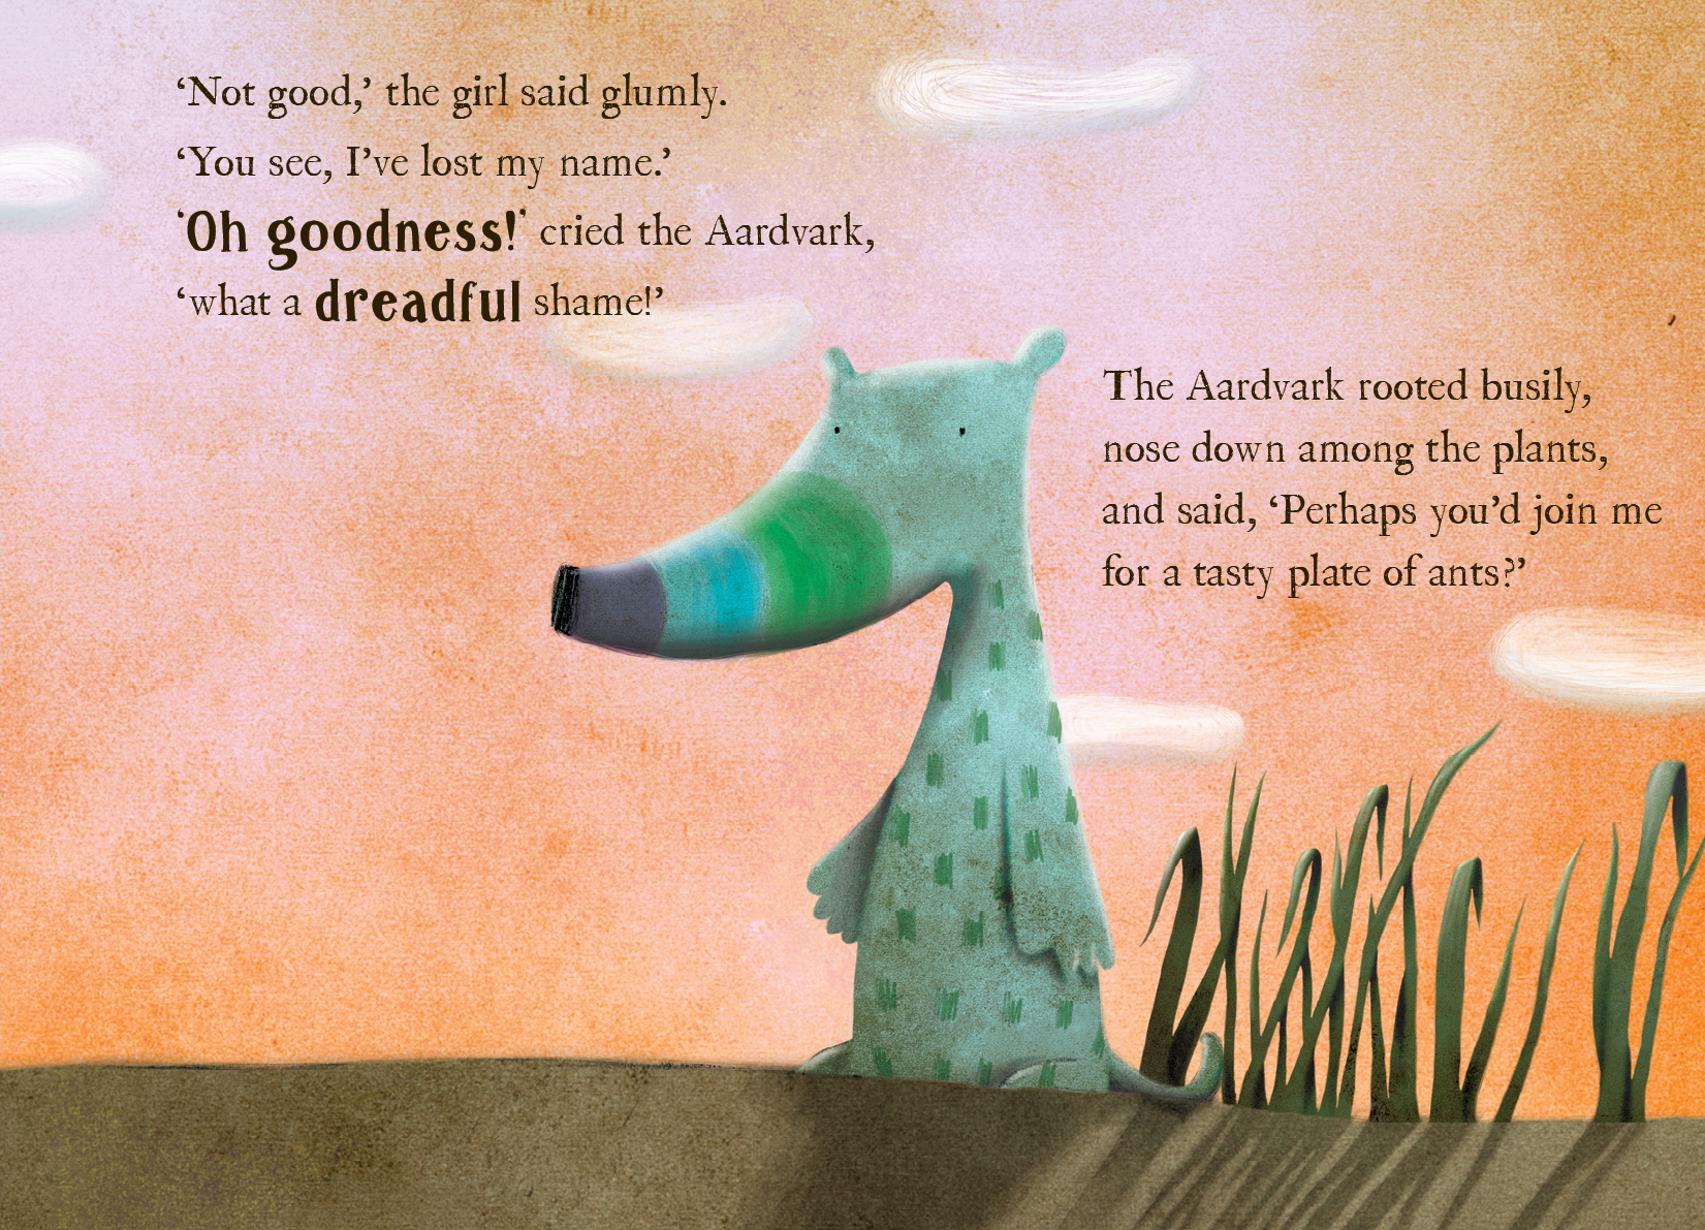 ‘Not good,’ the girl said glumly.
‘You see, I’ve lost my name.’
‘Oh goodness!’ cried the Aardvark,
‘what a dreadful shame!’
The Aardvark rooted busily,
nose down among the plants,
and said, ‘Perhaps you’d join me
for a tasty plate of ants?’